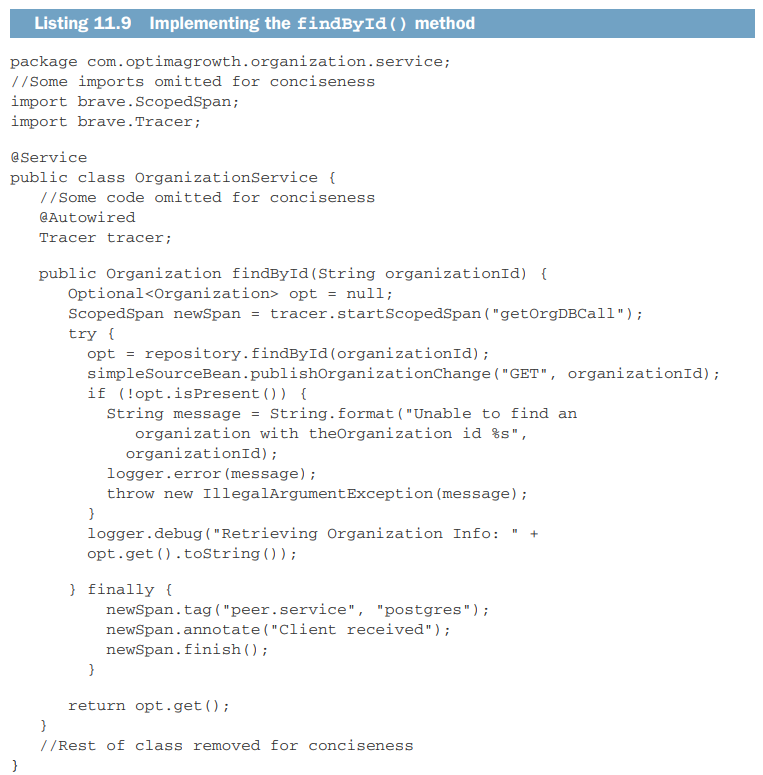 Listing 11.9 Implementing the findById() method
package com.optimagrowth.organization.service;
//Some imports omitted for conciseness
import brave.ScopedSpan;
import brave.Tracer;
@Service
public class OrganizationService {
//Some code omitted for conciseness
@Autowired
Tracer tracer;
public Organization findById(String organizationId) {
Optional<Organization> opt = null;
ScopedSpan newSpan = tracer.startScopedSpan("getOrgDBCall");
try {
opt = repository.findById(organizationId);
simpleSourceBean.publishOrganizationChange("GET", organizationId);
if (!opt.isPresent()) {
String message = String.format("Unable to find an
organization with theOrganization id %s",
organizationId);
logger.error(message);
throw new IllegalArgumentException(message);
}
logger.debug("Retrieving Organization Info: " +
opt.get().toString());
} finally {
newSpan.tag("peer.service", "postgres");
newSpan.annotate("Client received");
newSpan.finish();
}
return opt.get();
}
//Rest of class removed for conciseness
}